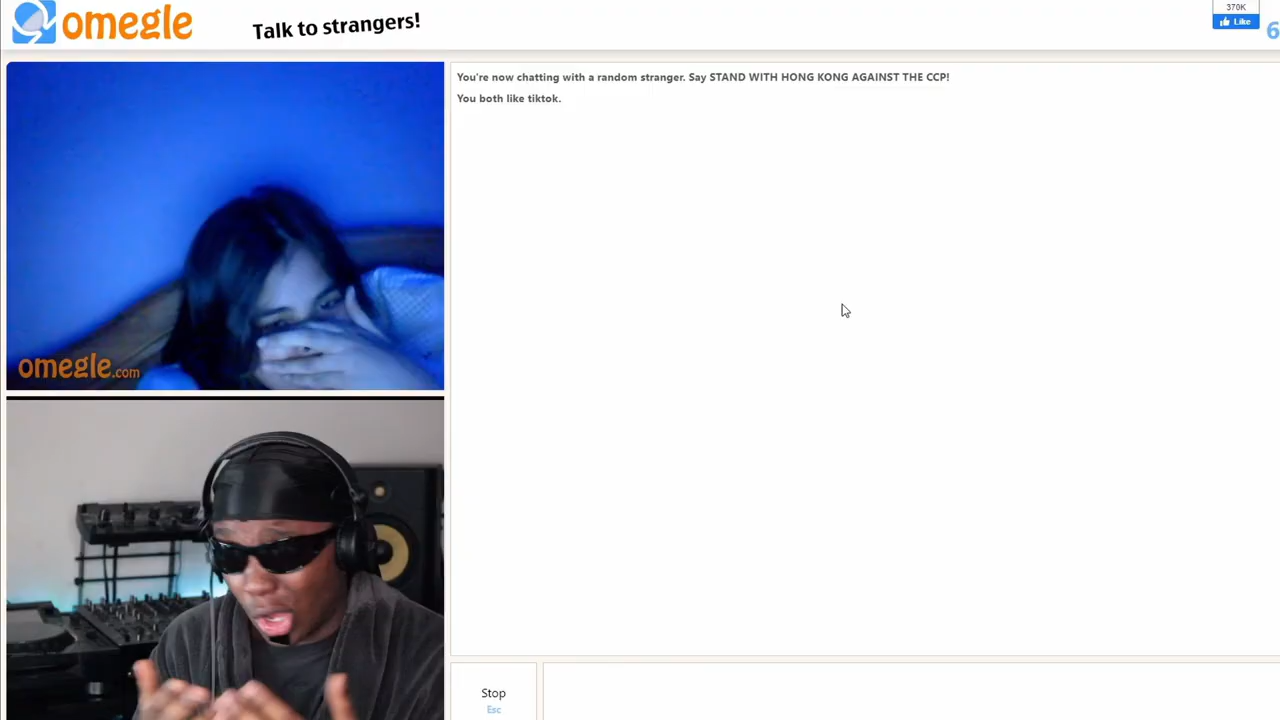 omegle
Talk to strangers!
370K
Like
6
You're now chatting with a random stranger. Say STAND WITH HONG KONG AGAINST THE CCP!
You both like tiktok.
omegle.com
Stop
Esc